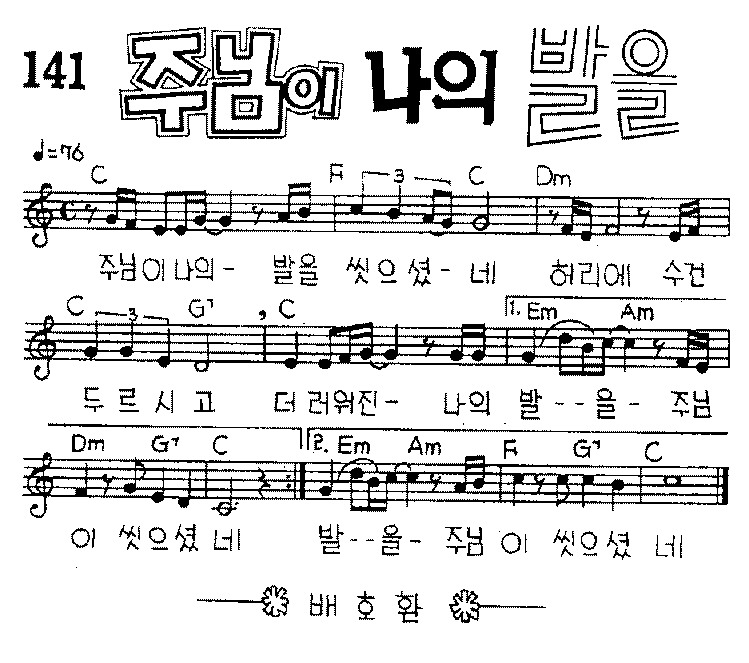 141 주님이 나의 발을
♩=76
C F 3 C Dm
주님이나의- 발을 씻으셨-네 허리에 수건
C 3 G7 , C 1. Em Am
두르시고 더러워진- 나의 발--을- 주님
Dm G7 C 2. Em Am F G7 C
이 씻으셨네 발--을- 주님이 씻으셨네
배호환